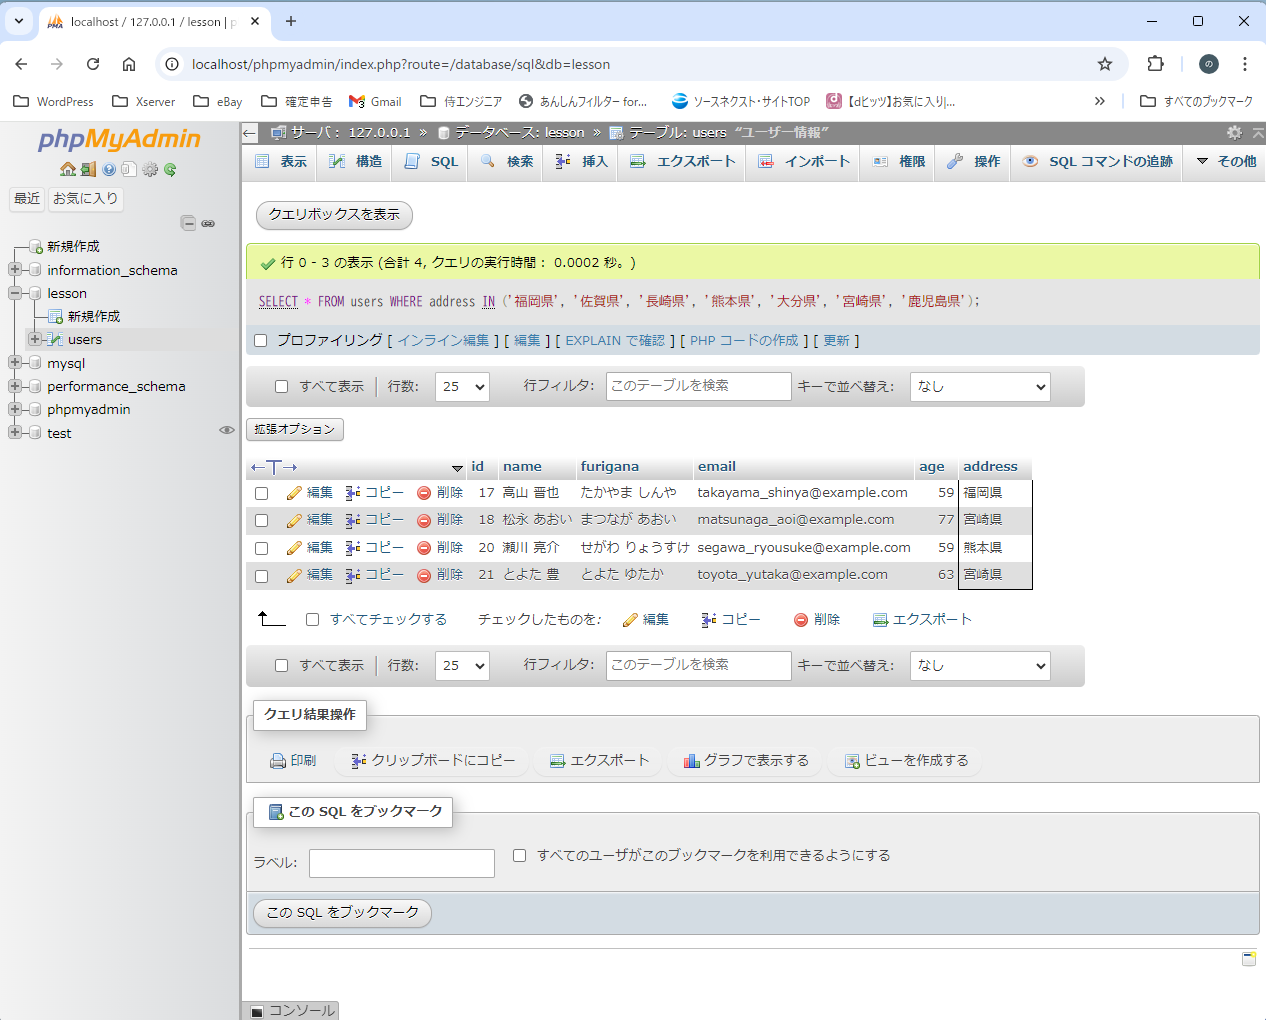 localhost / 127.0.0.1 / lesson | p
localhost/phpmyadmin/index.php?route=/database/sql&db=lesson
の
WordPress Xserver eBay 確定申告 Gmail 侍エンジニア あんしんフィルター for... ソースネクスト・サイトTOP 【dヒッツ】お気に入り|... » すべてのブックマーク
phpMyAdmin
最近 お気に入り
新規作成
information_schema
lesson
新規作成
users
mysql
performance_schema
phpmyadmin
test
サーバ: 127.0.0.1 » データベース: lesson » テーブル: users “ユーザー情報”
表示 構造 SQL 検索 挿入 エクスポート インポート 権限 操作 SQL コマンドの追跡 その他
クエリボックスを表示
行 0 - 3 の表示 (合計 4, クエリの実行時間: 0.0002 秒。)
SELECT * FROM users WHERE address IN ('福岡県', '佐賀県', '長崎県', '熊本県', '大分県', '宮崎県', '鹿児島県');
プロファイリング [ インライン編集 ] [ 編集 ] [ EXPLAIN で確認 ] [ PHP コードの作成 ] [ 更新 ]
すべて表示 行数: 25 行フィルタ: このテーブルを検索 キーで並べ替え: なし
拡張オプション
←T→ id name furigana email age address
編集 コピー 削除 17 高山 晋也 たかやま しんや takayama_shinya@example.com 59 福岡県
編集 コピー 削除 18 松永 あおい まつなが あおい matsunaga_aoi@example.com 77 宮崎県
編集 コピー 削除 20 瀬川 亮介 せがわ りょうすけ segawa_ryousuke@example.com 59 熊本県
編集 コピー 削除 21 とよた 豊 とよた ゆたか toyota_yutaka@example.com 63 宮崎県
すべてチェックする チェックしたものを: 編集 コピー 削除 エクスポート
すべて表示 行数: 25 行フィルタ: このテーブルを検索 キーで並べ替え: なし
クエリ結果操作
印刷 クリップボードにコピー エクスポート グラフで表示する ビューを作成する
この SQL をブックマーク
ラベル: すべてのユーザがこのブックマークを利用できるようにする
この SQL をブックマーク
コンソール